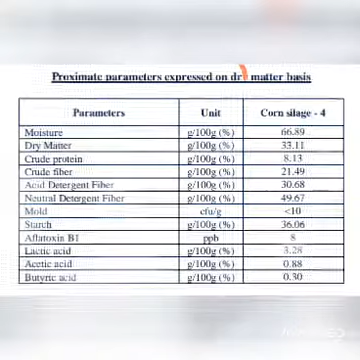 Proximate parameters expressed on dry matter basis
Parameters Unit Corn silage - 4
Moisture g/100g (%) 66.89
Dry Matter g/100g (%) 33.11
Crude protein g/100g (%) 8.13
Crude fiber g/100g (%) 21.49
Acid Detergent Fiber g/100g (%) 30.68
Neutral Detergent Fiber g/100g (%) 49.67
Mold cfu/g <10
Starch g/100g (%) 36.06
Aflatoxin B1 ppb 8
Lactic acid g/100g (%) 3.28
Acetic acid g/100g (%) 0.88
Butyric acid g/100g (%) 0.30